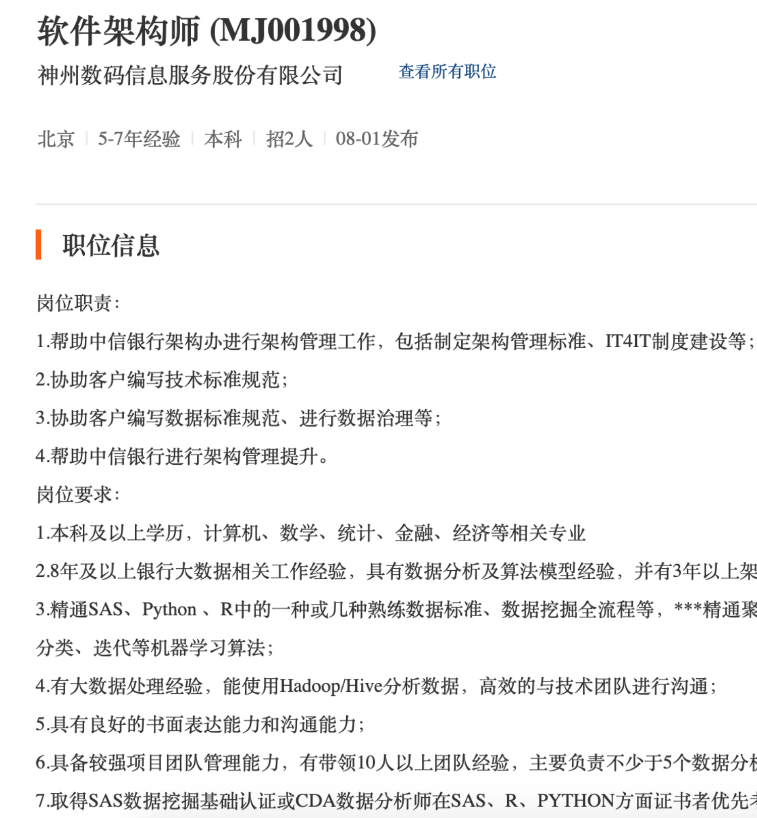 软件架构师 (MJ001998)
神州数码信息服务股份有限公司 查看所有职位
北京 | 5-7年经验 | 本科 | 招2人 | 08-01发布
职位信息
岗位职责：
1.帮助中信银行架构办进行架构管理工作，包括制定架构管理标准、IT4IT制度建设等；
2.协助客户编写技术标准规范；
3.协助客户编写数据标准规范、进行数据治理等；
4.帮助中信银行进行架构管理提升。
岗位要求：
1.本科及以上学历，计算机、数学、统计、金融、经济等相关专业
2.8年及以上银行大数据相关工作经验，具有数据分析及算法模型经验，并有3年以上架
3.精通SAS、Python 、R中的一种或几种熟练数据标准、数据挖掘全流程等，***精通聚
分类、迭代等机器学习算法；
4.有大数据处理经验，能使用Hadoop/Hive分析数据，高效的与技术团队进行沟通；
5.具有良好的书面表达能力和沟通能力；
6.具备较强项目团队管理能力，有带领10人以上团队经验，主要负责不少于5个数据分析
7.取得SAS数据挖掘基础认证或CDA数据分析师在SAS、R、PYTHON方面证书者优先考